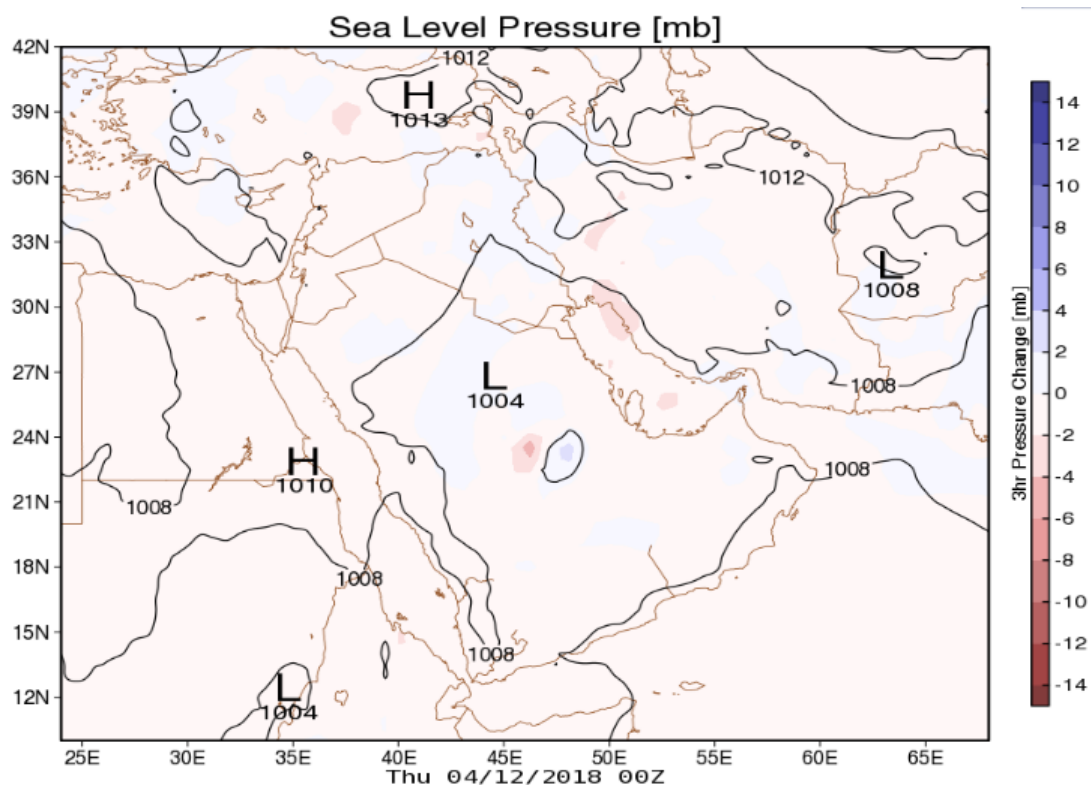 Sea Level Pressure [mb]
42N
39N
36N
33N
30N
27N
24N
21N
18N
15N
12N
1012
H
1013
1012
L
1008
L
1004
1008
H
1010
1008
1008
1008
1008
L
1004
25E 30E 35E 40E 45E 50E 55E 60E 65E
Thu 04/12/2018 00Z
14
12
10
8
6
4
2
0
-2
-4
-6
-8
-10
-12
-14
3hr Pressure Change [mb]